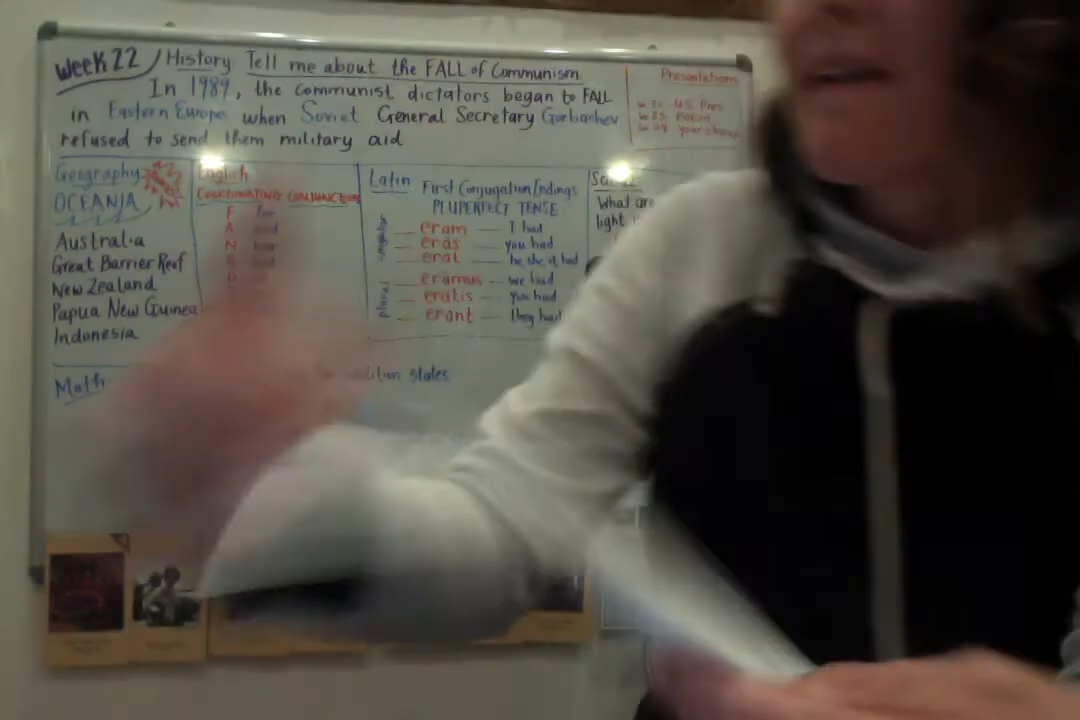 Week 22
History Tell me about the FALL of Communism
In 1989, the communist dictators began to FALL
in Eastern Europe when Soviet General Secretary Gorbachev
refused to send them military aid
Presentations
Geography
OCEANIA
Australia
Great Barrier Reef
New Zealand
Papua New Guinea
Indonesia
English
COORDINATING CONJUNCTION
F
A
N
Latin
First Conjugation Endings
PLUPERFECT TENSE
singular
eram — I had
eras — you had
erat — he, she, it had
plural
eramus — we had
eratis — you had
erant — they had
What are
light
Math
addition states